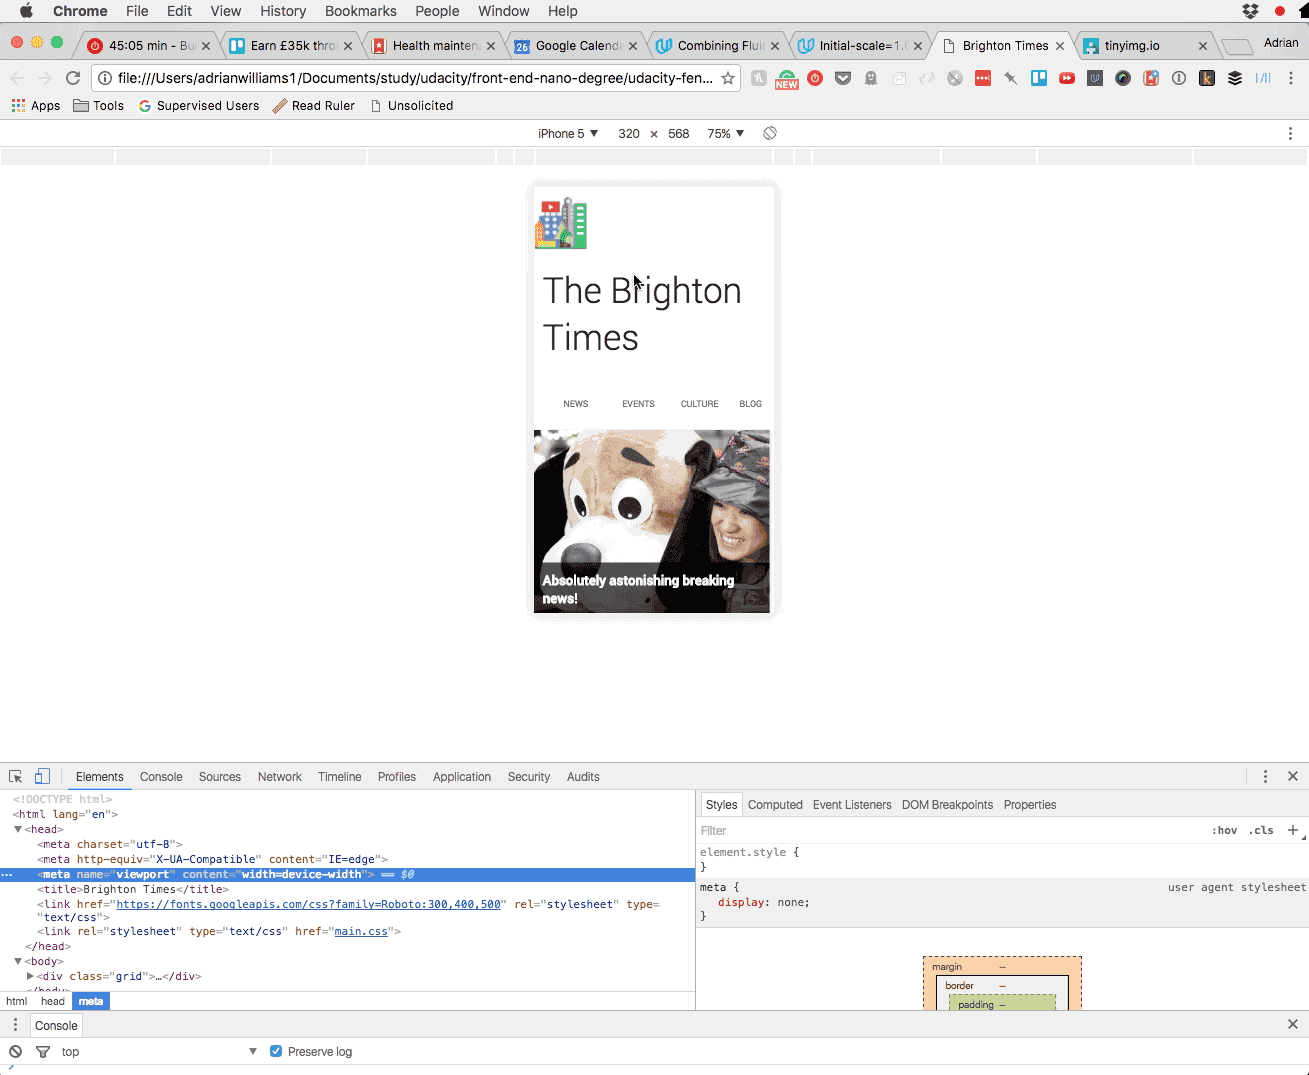 Chrome File Edit View History Bookmarks People Window Help
45:05 min - Bu
Earn £35k thro
Health mainten
Google Calenda
Combining Fluid
Initial-scale=1.
Brighton Times
tinyimg.io
Adrian
file:///Users/adrianwilliams1/Documents/study/udacity/front-end-nano-degree/udacity-fen...
NEW
Apps Tools Supervised Users Read Ruler Unsolicited
iPhone 5 ▼ 320 × 568 75% ▼
The Brighton
Times
NEWS EVENTS CULTURE BLOG
Absolutely astonishing breaking
news!
Elements Console Sources Network Timeline Profiles Application Security Audits
<!DOCTYPE html>
<html lang="en">
▼<head>
<meta charset="utf-8">
<meta http-equiv="X-UA-Compatible" content="IE=edge">
<meta name="viewport" content="width=device-width"> == $0
<title>Brighton Times</title>
<link href="https://fonts.googleapis.com/css?family=Roboto:300,400,500" rel="stylesheet" type=
"text/css">
<link rel="stylesheet" type="text/css" href="main.css">
</head>
▼<body>
▶<div class="grid">…</div>
</body>
html head meta
Styles Computed Event Listeners DOM Breakpoints Properties
Filter :hov .cls +
element.style {
}
meta { user agent stylesheet
display: none;
}
margin –
border –
padding –
Console
top ▼ Preserve log